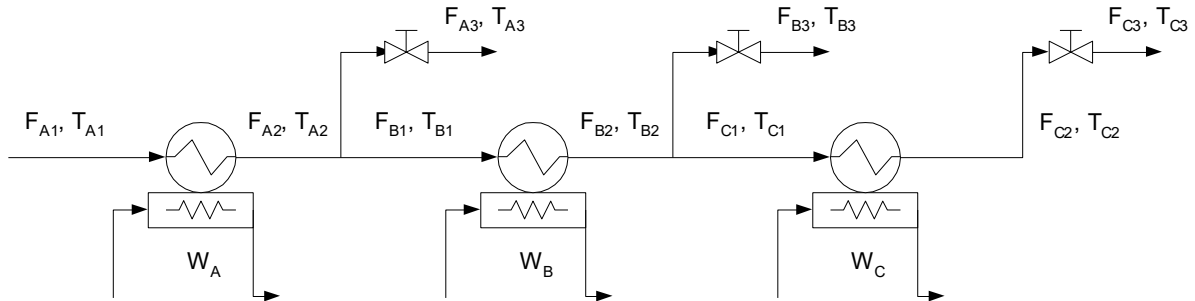 F_A3, T_A3
F_B3, T_B3
F_C3, T_C3
F_A1, T_A1
F_A2, T_A2
F_B1, T_B1
F_B2, T_B2
F_C1, T_C1
F_C2, T_C2
W_A
W_B
W_C